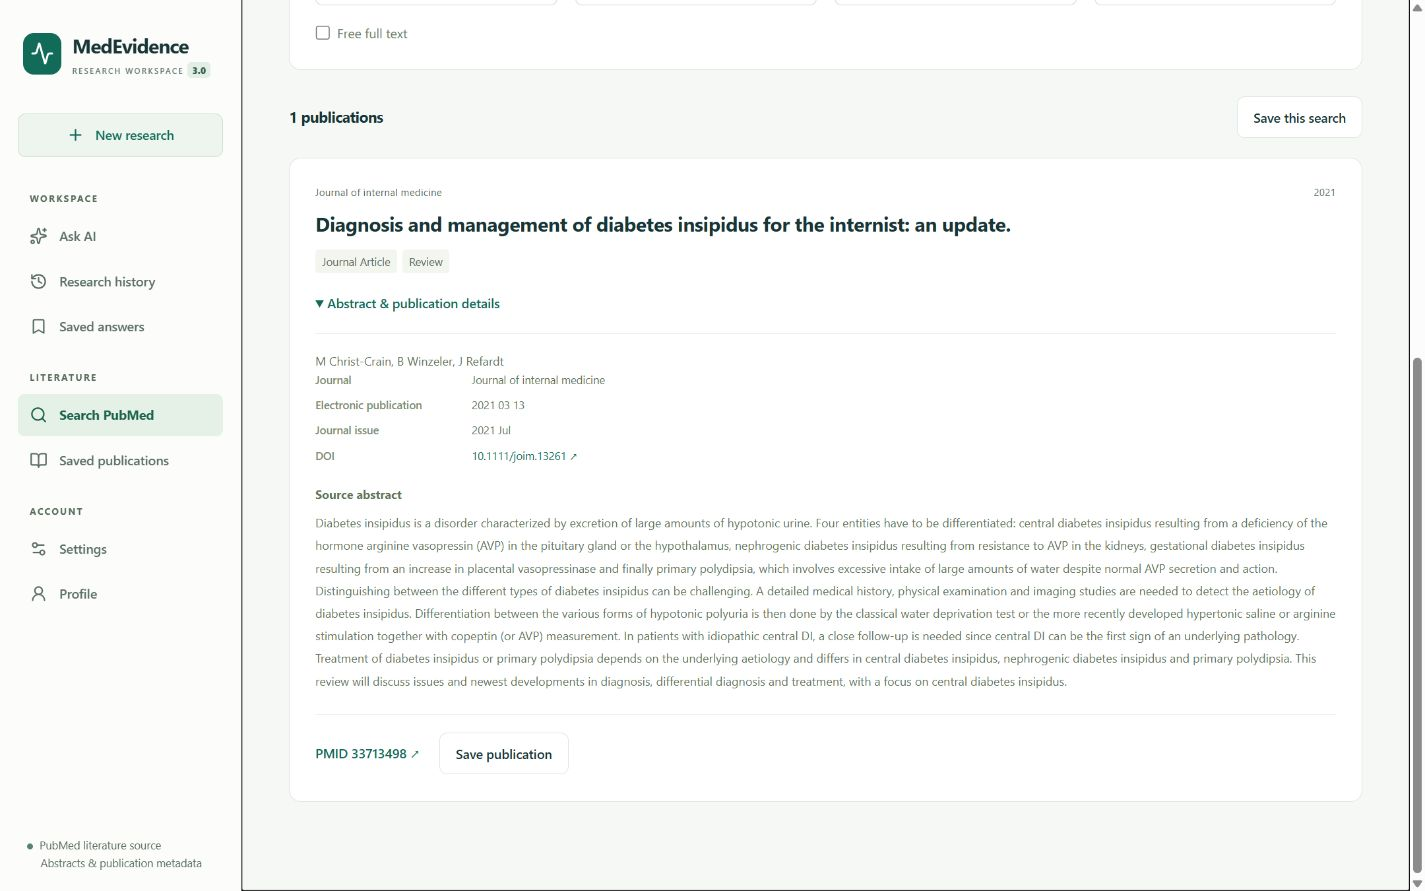 MedEvidence
RESEARCH WORKSPACE 3.0
New research
WORKSPACE
Ask AI
Research history
Saved answers
LITERATURE
Search PubMed
Saved publications
ACCOUNT
Settings
Profile
PubMed literature source
Abstracts & publication metadata
Free full text
1 publications
Save this search
Journal of internal medicine
2021
Diagnosis and management of diabetes insipidus for the internist: an update.
Journal Article
Review
Abstract & publication details
M Christ-Crain, B Winzeler, J Refardt
Journal Journal of internal medicine
Electronic publication 2021 03 13
Journal issue 2021 Jul
DOI 10.1111/joim.13261 ↗
Source abstract
Diabetes insipidus is a disorder characterized by excretion of large amounts of hypotonic urine. Four entities have to be differentiated: central diabetes insipidus resulting from a deficiency of the
hormone arginine vasopressin (AVP) in the pituitary gland or the hypothalamus, nephrogenic diabetes insipidus resulting from resistance to AVP in the kidneys, gestational diabetes insipidus
resulting from an increase in placental vasopressinase and finally primary polydipsia, which involves excessive intake of large amounts of water despite normal AVP secretion and action.
Distinguishing between the different types of diabetes insipidus can be challenging. A detailed medical history, physical examination and imaging studies are needed to detect the aetiology of
diabetes insipidus. Differentiation between the various forms of hypotonic polyuria is then done by the classical water deprivation test or the more recently developed hypertonic saline or arginine
stimulation together with copeptin (or AVP) measurement. In patients with idiopathic central DI, a close follow-up is needed since central DI can be the first sign of an underlying pathology.
Treatment of diabetes insipidus or primary polydipsia depends on the underlying aetiology and differs in central diabetes insipidus, nephrogenic diabetes insipidus and primary polydipsia. This
review will discuss issues and newest developments in diagnosis, differential diagnosis and treatment, with a focus on central diabetes insipidus.
PMID 33713498 ↗
Save publication